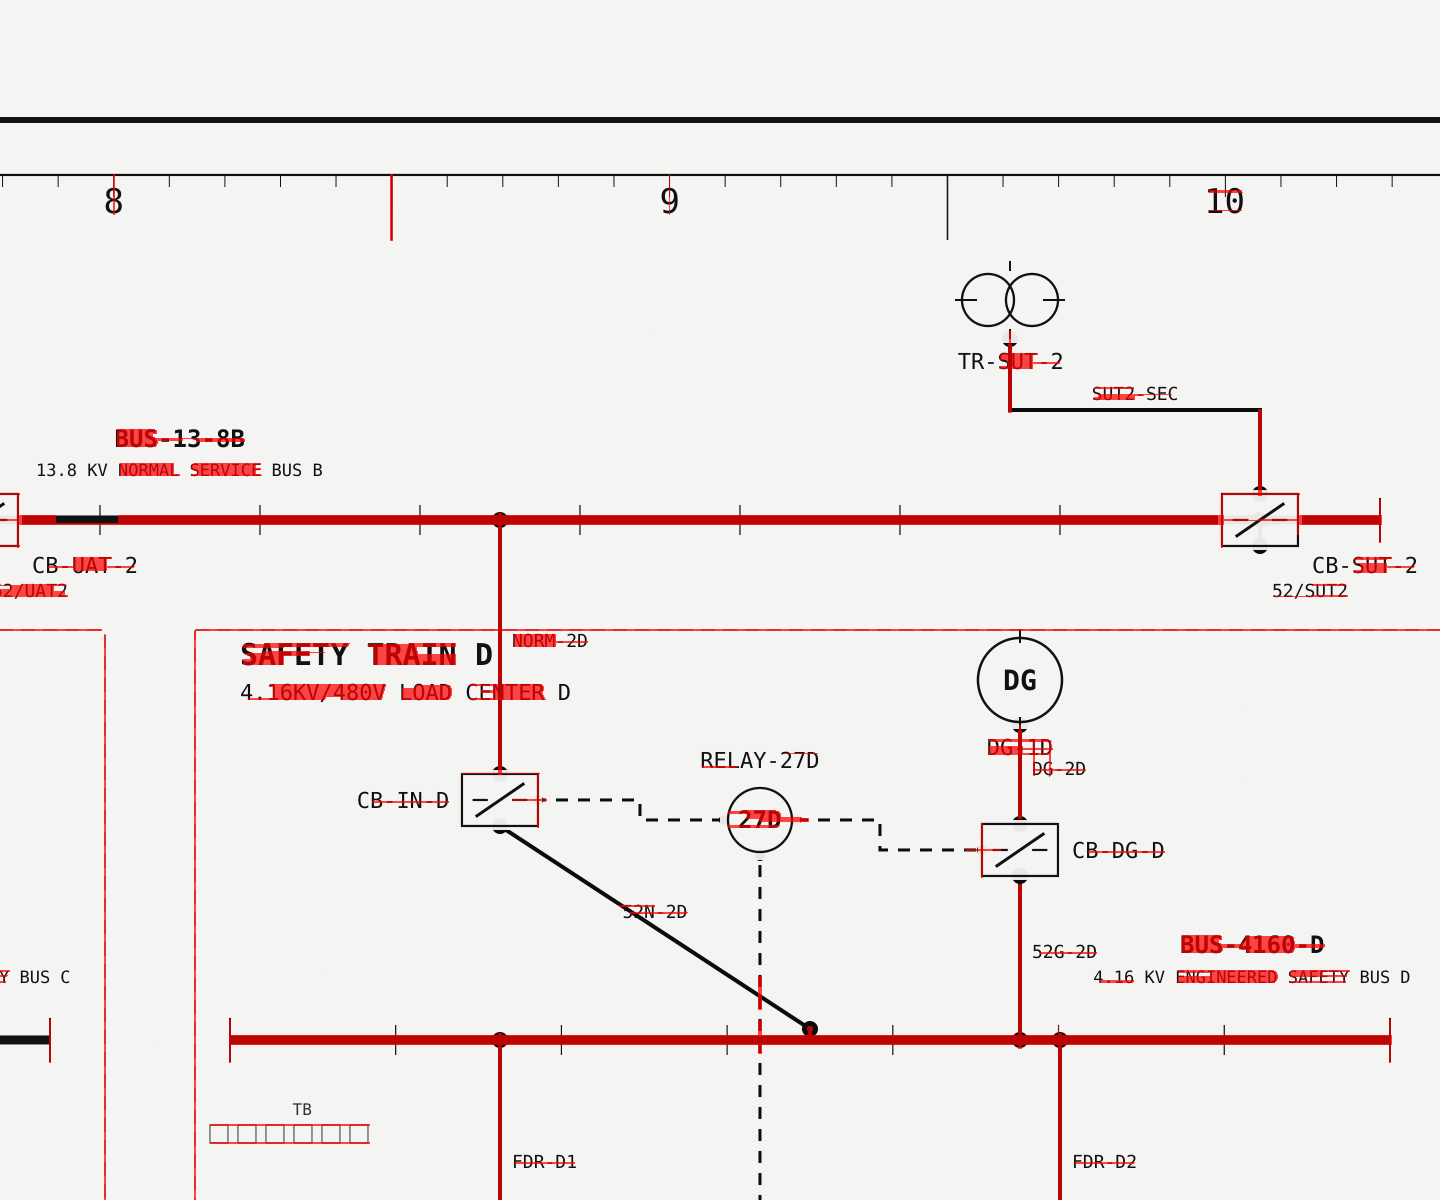 8 9 10
TR-SUT-2
SUT2-SEC
BUS-13-8B
13.8 KV NORMAL SERVICE BUS B
CB-UAT-2
CB-SUT-2
52/UAT2
52/SUT2
NORM-2D
SAFETY TRAIN D
4.16KV/480V LOAD CENTER D
DG
DG-1D
RELAY-27D
DG-2D
CB-IN-D
27D
CB-DG-D
52N-2D
BUS-4160-D
52G-2D
Y BUS C
4.16 KV ENGINEERED SAFETY BUS D
TB
FDR-D1
FDR-D2